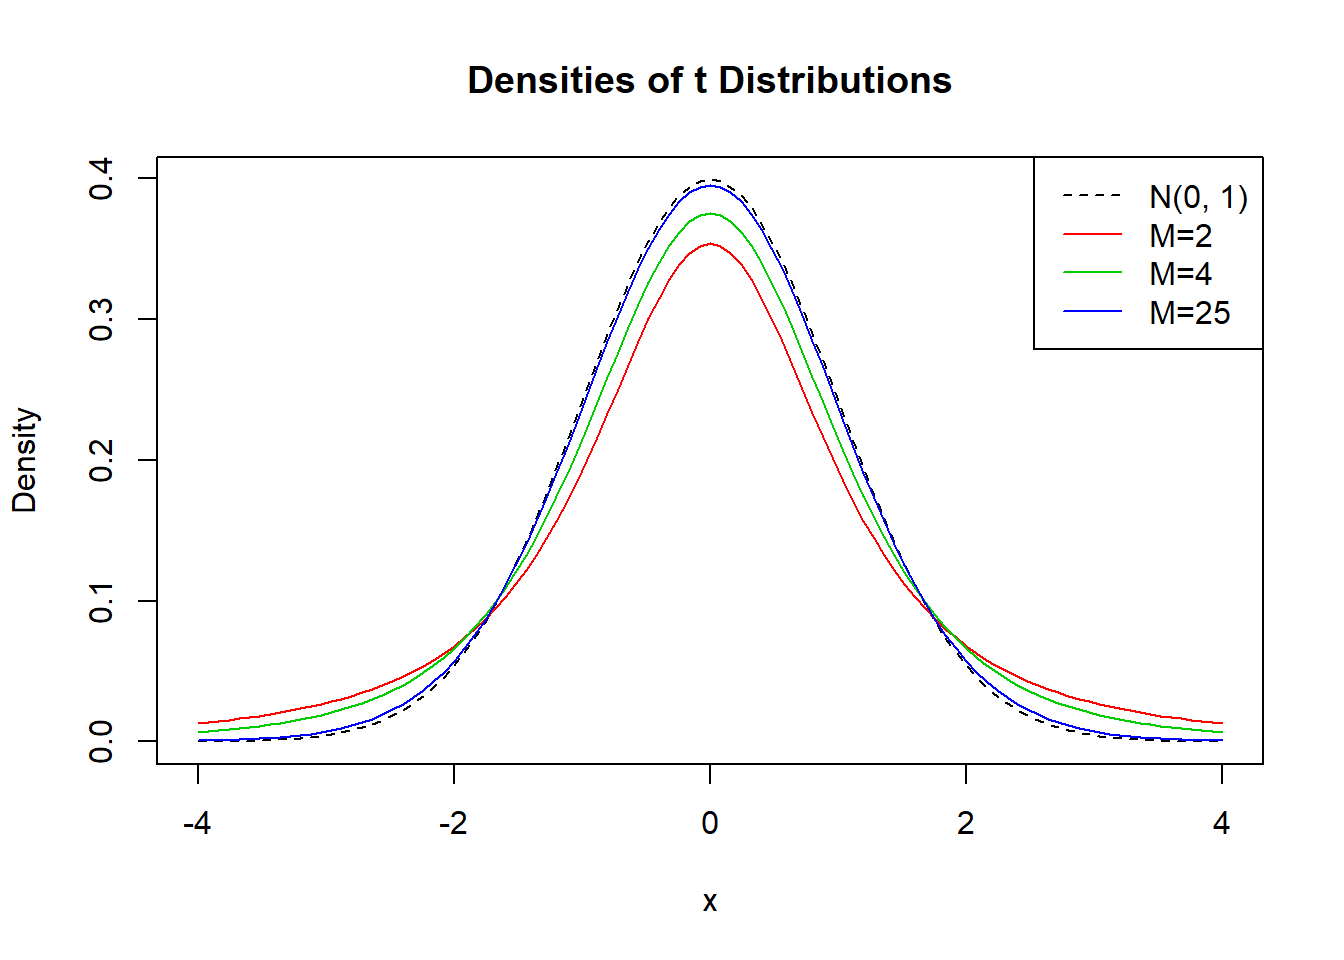 Densities of t Distributions
N(0, 1)
M=2
M=4
M=25
Density
0.4
0.3
0.2
0.1
0.0
-4
-2
0
2
4
x